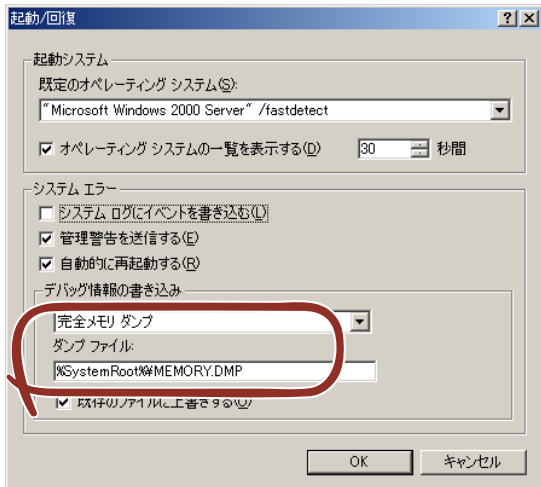 起動/回復
起動システム
既定のオペレーティング システム(S):
"Microsoft Windows 2000 Server" /fastdetect
オペレーティング システムの一覧を表示する(D) 30 秒間
システム エラー
システム ログにイベントを書き込む(L)
管理警告を送信する(E)
自動的に再起動する(R)
デバッグ情報の書き込み
完全メモリ ダンプ
ダンプ ファイル:
%SystemRoot%¥MEMORY.DMP
既存のファイルに上書きする(O)
OK キャンセル